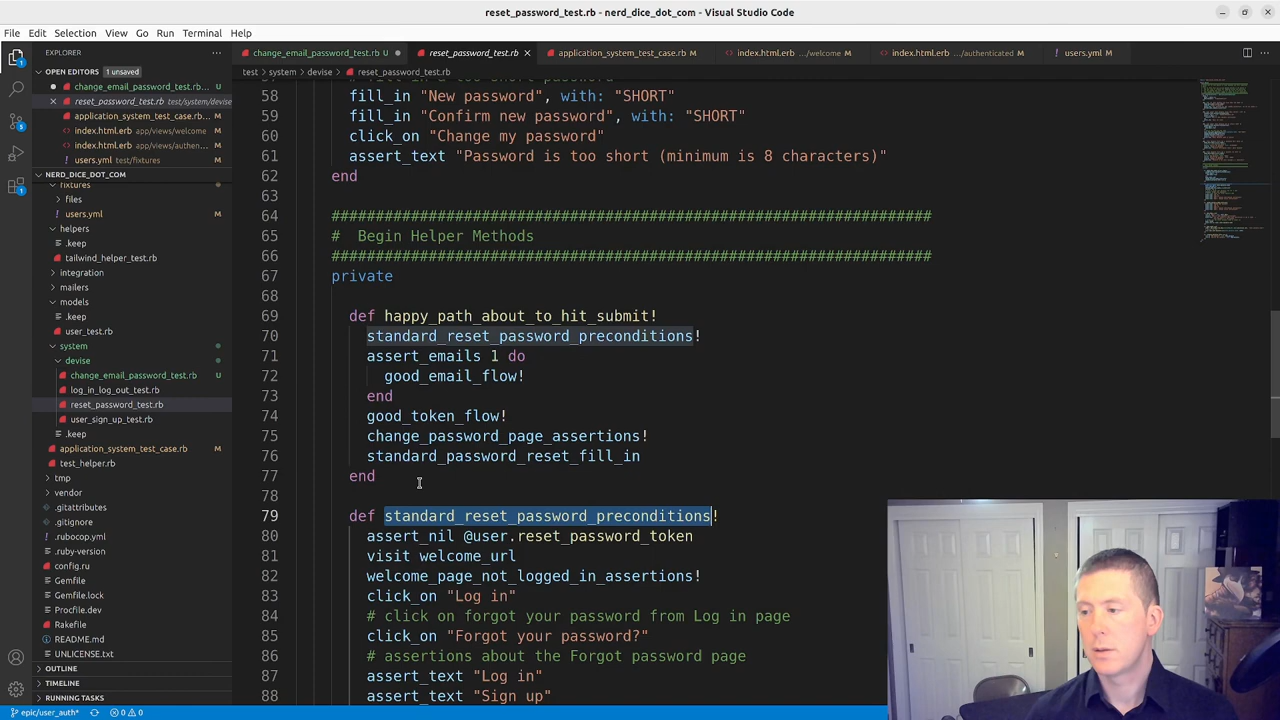 reset_password_test.rb - nerd_dice_dot_com - Visual Studio Code
File Edit Selection View Go Run Terminal Help
EXPLORER
change_email_password_test.rb U
reset_password_test.rb
application_system_test_case.rb M
index.html.erb .../welcome M
index.html.erb .../authenticated M
users.yml M
test > system > devise > reset_password_test.rb
OPEN EDITORS 1 unsaved
change_email_password_test.rb... U
reset_password_test.rb test/system/devise
application_system_test_case.rb... M
index.html.erb app/views/welcome M
index.html.erb app/views/authen... M
users.yml test/fixtures M
NERD_DICE_DOT_COM
fixtures
files
users.yml M
helpers
.keep
tailwind_helper_test.rb
integration
mailers
models
.keep
user_test.rb
system
devise
change_email_password_test.rb U
log_in_log_out_test.rb
reset_password_test.rb
user_sign_up_test.rb
.keep
application_system_test_case.rb M
test_helper.rb
tmp
vendor
.gitattributes
.gitignore
.rubocop.yml
.ruby-version
config.ru
Gemfile
Gemfile.lock
Procfile.dev
Rakefile
README.md
UNLICENSE.txt
OUTLINE
TIMELINE
RUNNING TASKS
58 fill_in "New password", with: "SHORT"
59 fill_in "Confirm new password", with: "SHORT"
60 click_on "Change my password"
61 assert_text "Password is too short (minimum is 8 characters)"
62 end
63
64 #################################################################
65 # Begin Helper Methods
66 #################################################################
67 private
68
69 def happy_path_about_to_hit_submit!
70 standard_reset_password_preconditions!
71 assert_emails 1 do
72 good_email_flow!
73 end
74 good_token_flow!
75 change_password_page_assertions!
76 standard_password_reset_fill_in
77 end
78
79 def standard_reset_password_preconditions!
80 assert_nil @user.reset_password_token
81 visit welcome_url
82 welcome_page_not_logged_in_assertions!
83 click_on "Log in"
84 # click on forgot your password from Log in page
85 click_on "Forgot your password?"
86 # assertions about the Forgot password page
87 assert_text "Log in"
88 assert_text "Sign up"
epic/user_auth* 0 0